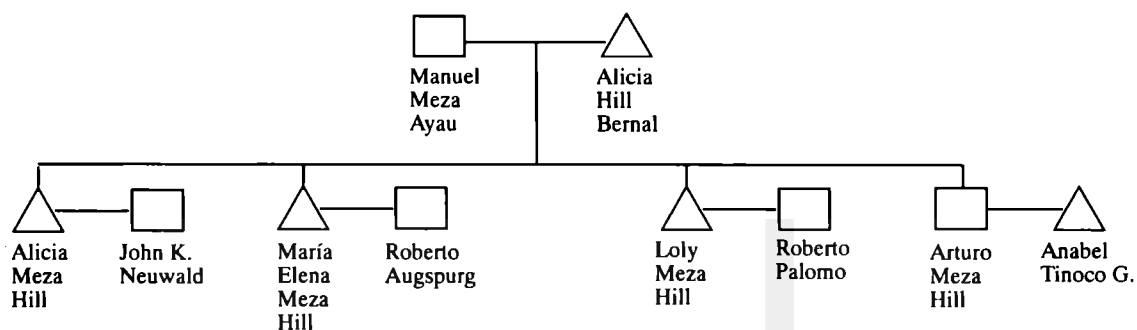 Manuel
Meza
Ayau
Alicia
Hill
Bernal
Alicia
Meza
Hill
John K.
Neuwald
María
Elena
Meza
Hill
Roberto
Augspurg
Loly
Meza
Hill
Roberto
Palomo
Arturo
Meza
Hill
Anabel
Tinoco G.